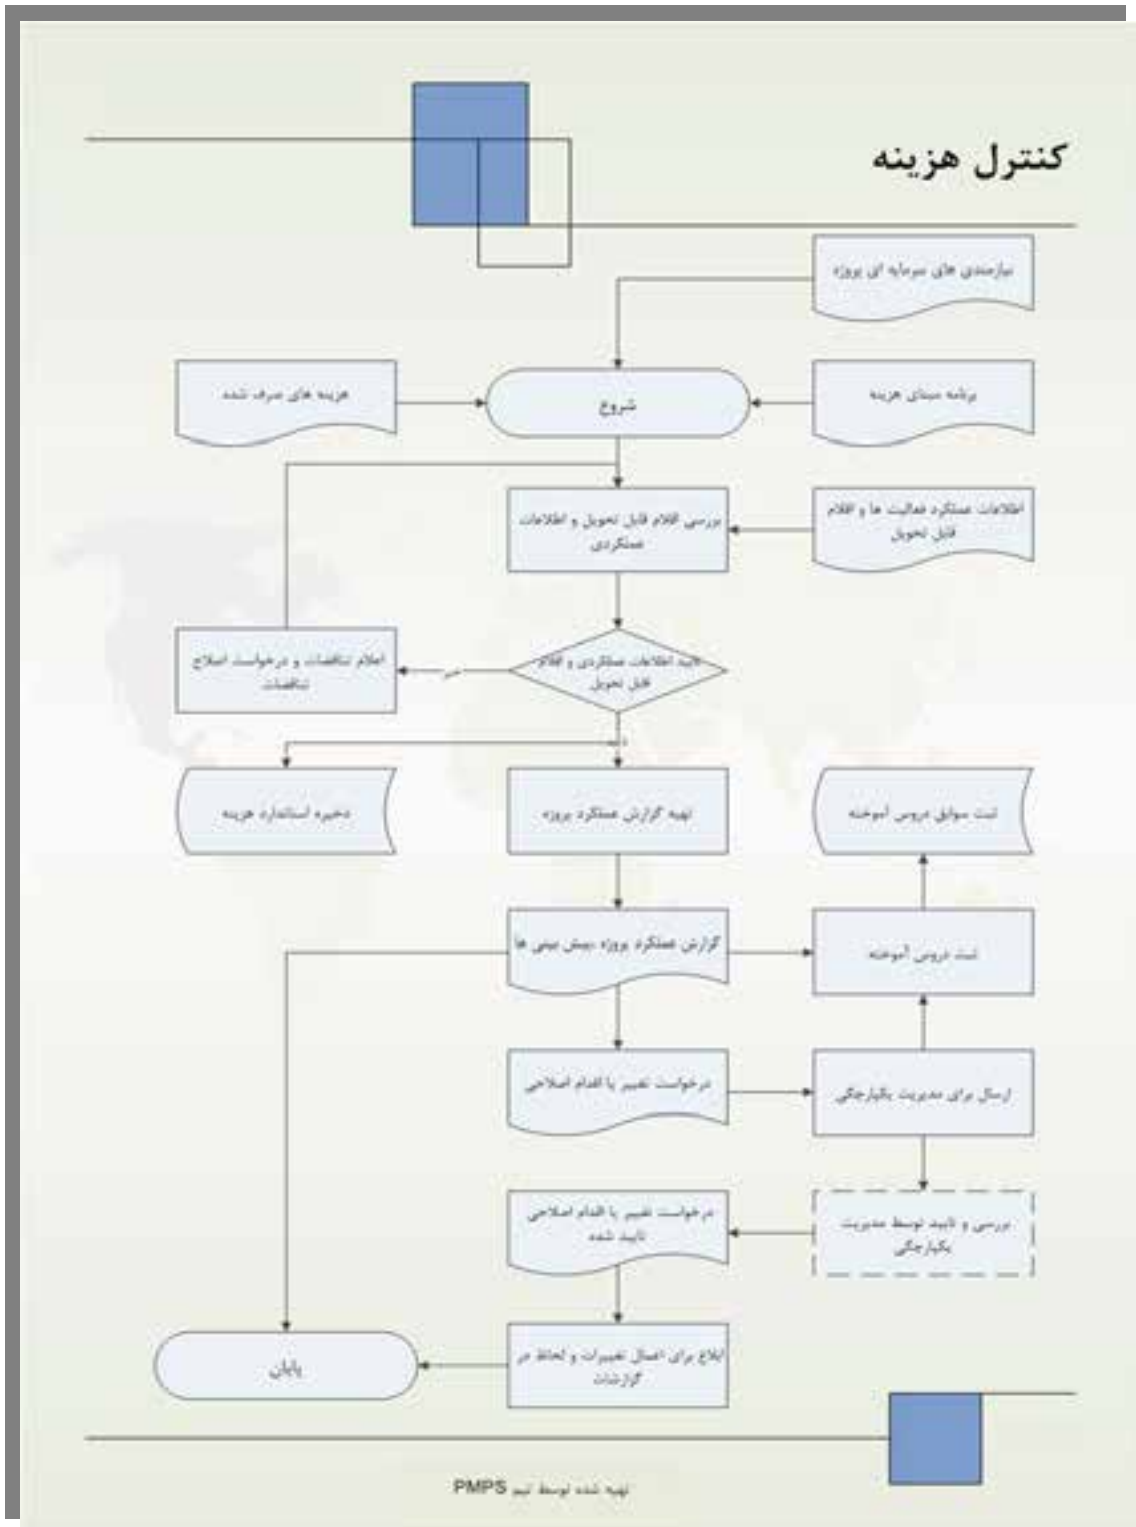 کنترل هزینه
نیازمندی های سرمایه ای پروژه
هزینه های صرف شده
شروع
برنامه مبنای هزینه
بررسی اقلام قابل تحویل و اطلاعات
عملکردی
اطلاعات عملکرد فعالیت ها و اقلام
قابل تحویل
اعلام تناقضات و درخواست اصلاح
تناقضات
خیر
تایید اطلاعات عملکردی و اقلام
قابل تحویل
ذخیره استاندارد هزینه
تهیه گزارش عملکرد پروژه
ثبت سوابق دروس آموخته
گزارش عملکرد پروژه ،پیش بینی ها
ثبت دروس آموخته
درخواست تغییر یا اقدام اصلاحی
ارسال برای مدیریت یکپارچگی
درخواست تغییر یا اقدام اصلاحی
تایید شده
بررسی و تایید توسط مدیریت
یکپارچگی
پایان
ابلاغ برای اعمال تغییرات و لحاظ در
گزارشات
تهیه شده توسط تیم PMPS